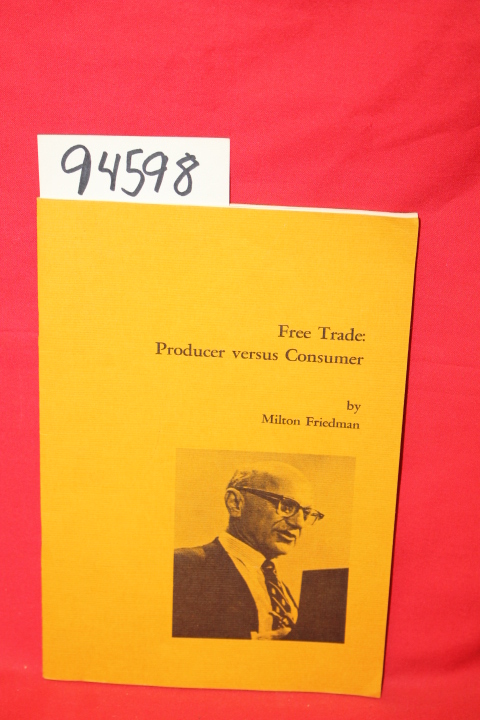 94598
Free Trade:
Producer versus Consumer
by
Milton Friedman